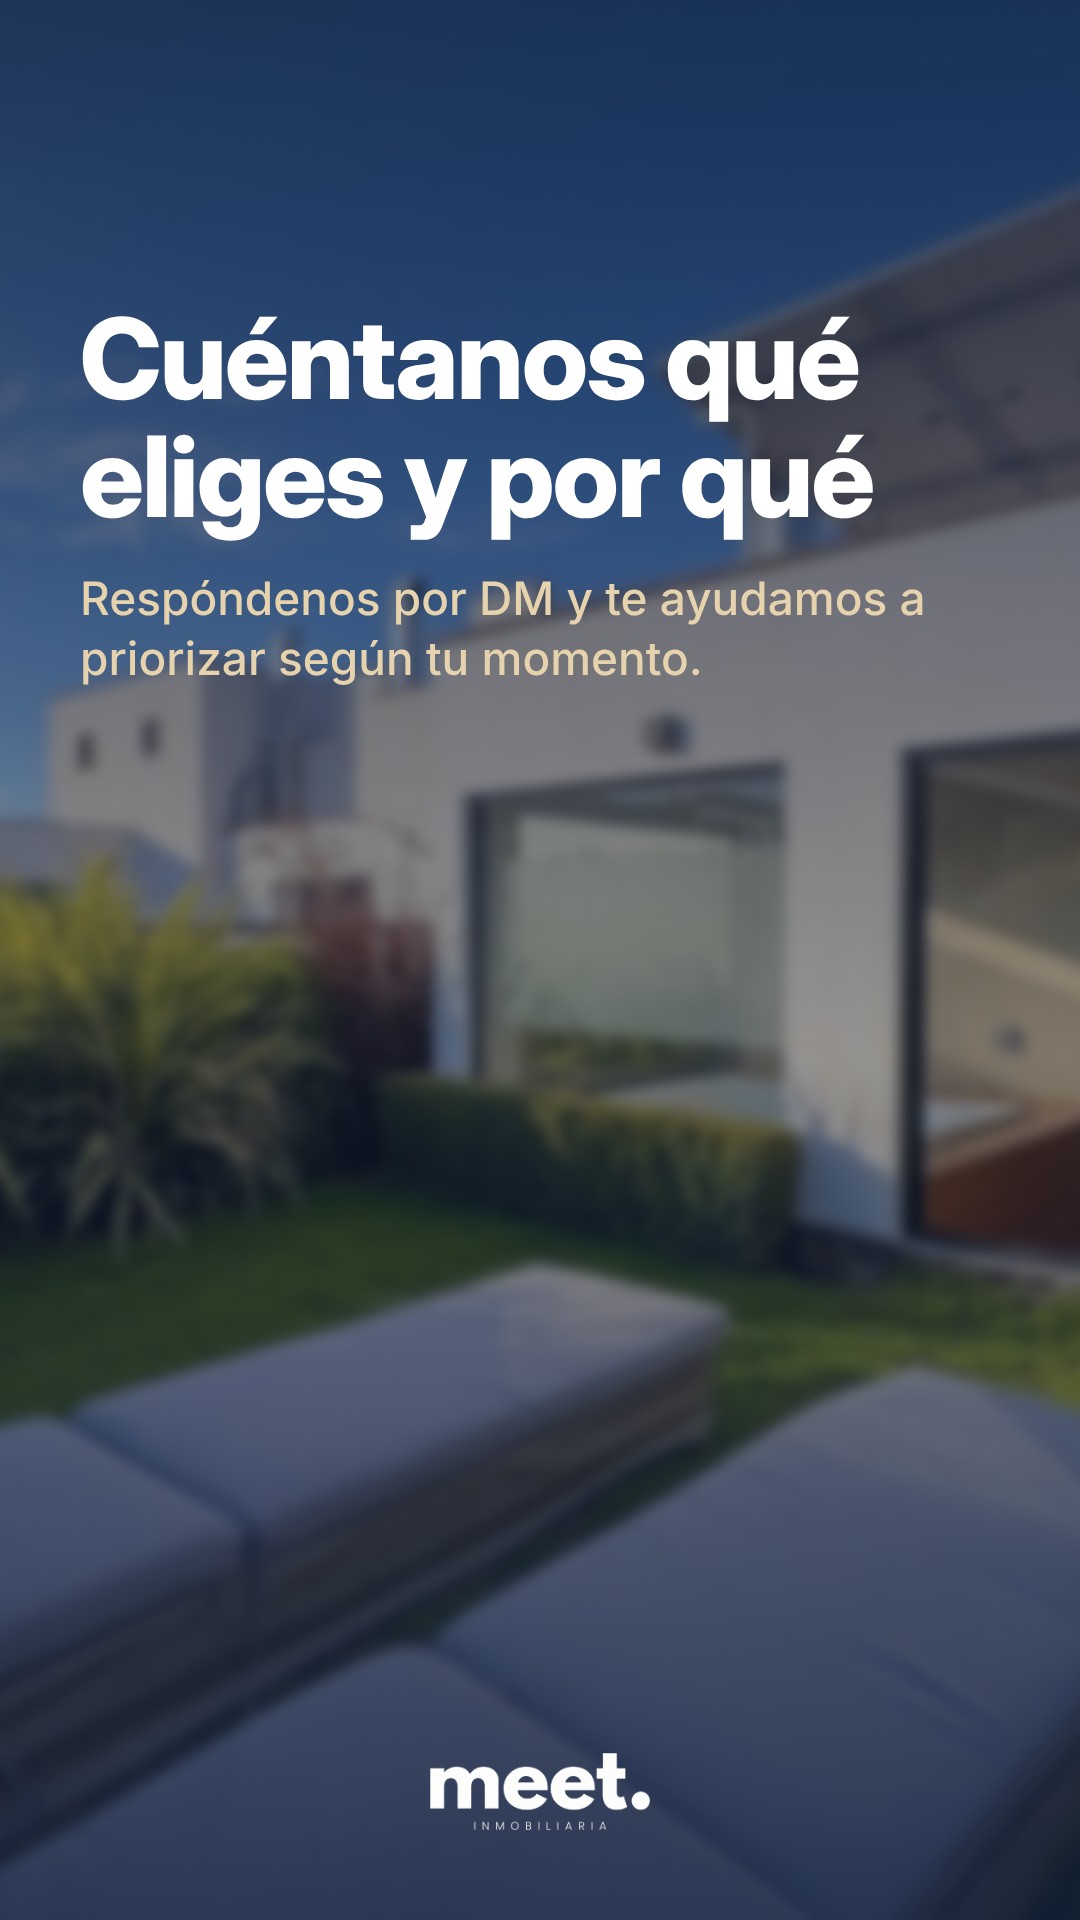 Cuéntanos qué
eliges y por qué
Respóndenos por DM y te ayudamos a
priorizar según tu momento.
meet.
INMOBILIARIA